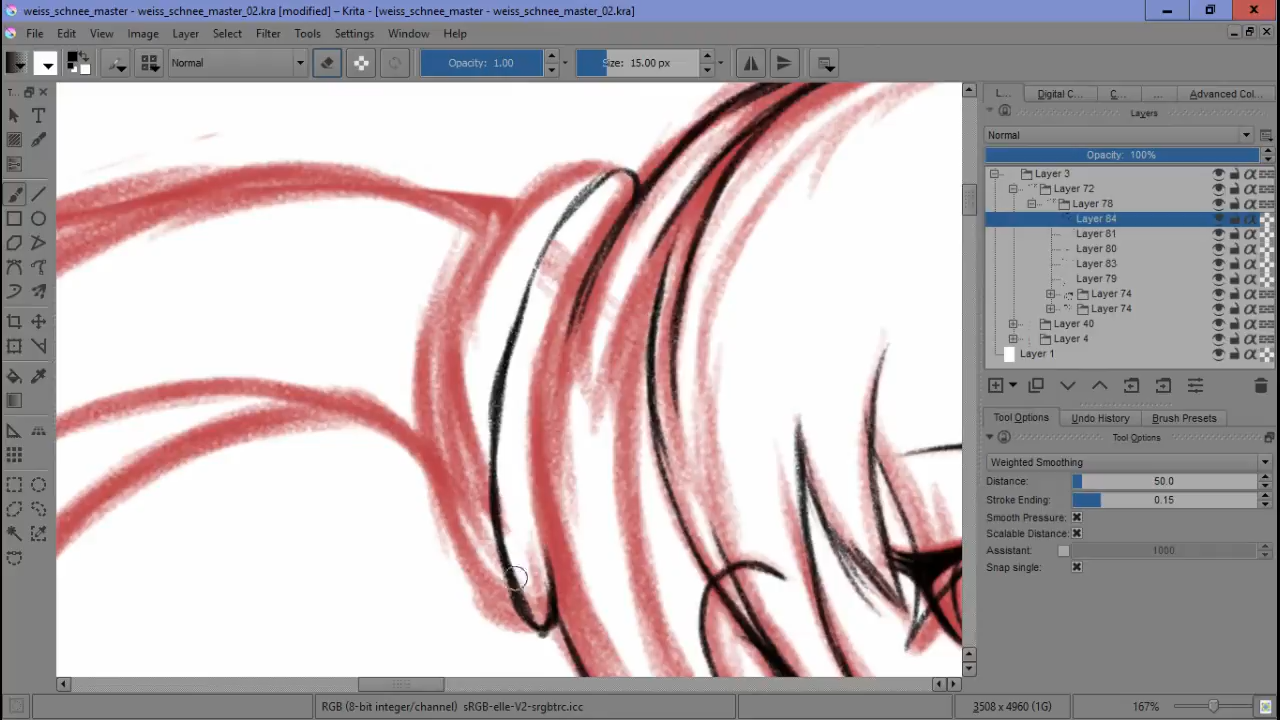 weiss_schnee_master - weiss_schnee_master_02.kra [modified] – Krita - [weiss_schnee_master - weiss_schnee_master_02.kra]
File Edit View Image Layer Select Filter Tools Settings Window Help
Normal Opacity: 1.00 Size: 15.00 px
T... L... Digital C... C... ... Advanced Col...
Layers
Normal
Opacity: 100%
Layer 3
Layer 72
Layer 78
Layer 84
Layer 81
Layer 80
Layer 83
Layer 79
Layer 74
Layer 74
Layer 40
Layer 4
Layer 1
Tool Options Undo History Brush Presets
Tool Options
Weighted Smoothing
Distance: 50.0
Stroke Ending: 0.15
Smooth Pressure:
Scalable Distance:
Assistant: 1000
Snap single:
RGB (8-bit integer/channel) sRGB-elle-V2-srgbtrc.icc 3508 x 4960 (1G) 167%